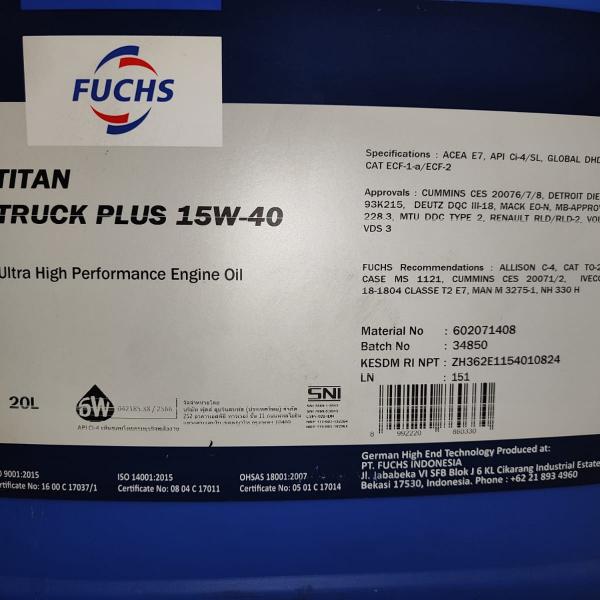 FUCHS
TITAN
TRUCK PLUS 15W-40
Ultra High Performance Engine Oil
Specifications : ACEA E7, API Ci-4/SL, GLOBAL DHD
CAT ECF-1-a/ECF-2
Approvals : CUMMINS CES 20076/7/8, DETROIT DIE
93K215, DEUTZ DQC III-18, MACK EO-N, MB-APPROV
228.3, MTU DDC TYPE 2, RENAULT RLD/RLD-2, VOL
VDS 3
FUCHS Recommendations : ALLISON C-4, CAT TO-2
CASE MS 1121, CUMMINS CES 20071/2, IVECO
18-1804 CLASSE T2 E7, MAN M 3275-1, NH 330 H
Material No : 602071408
Batch No : 34850
KESDM RI NPT : ZH362E1154010824
LN : 151
8 992220 860330
20L
6W
042185.38 / 2566
SNI
German High End Technology Produced at:
PT. FUCHS INDONESIA
Jl. Jababeka VI SFB Blok J 6 KL Cikarang Industrial Estate
Bekasi 17530, Indonesia. Phone : +62 21 893 4960
9001:2015
Certificate No: 16 00 C 17037/1
ISO 14001:2015
Certificate No: 08 04 C 17011
OHSAS 18001:2007
Certificate No: 05 01 C 17014